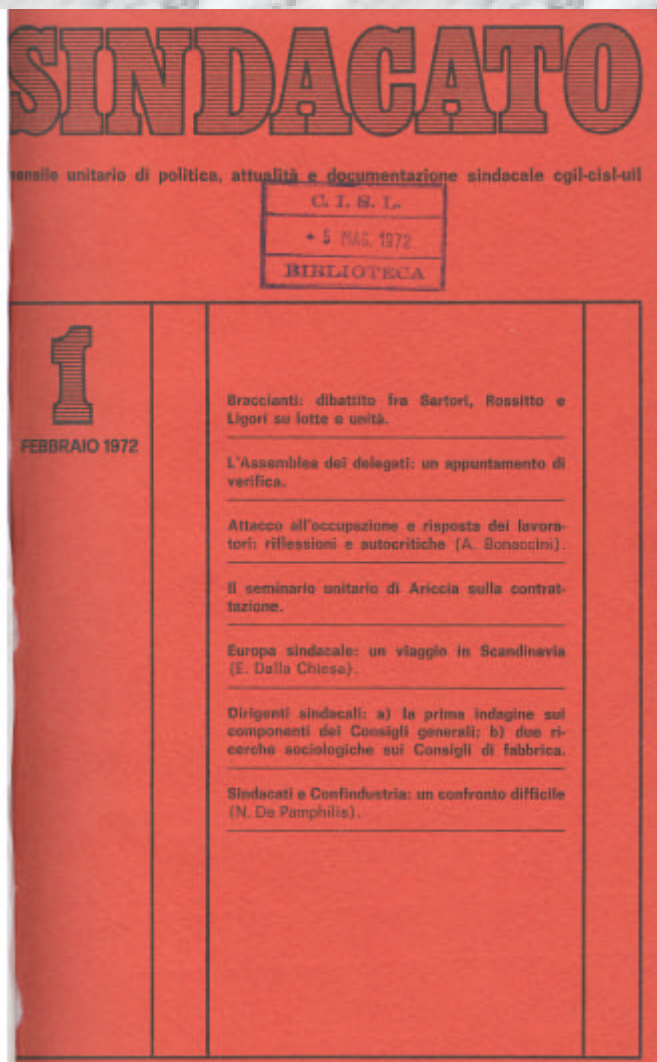 SINDACATO
mensile unitario di politica, attualità e documentazione sindacale cgil-cisl-uil
C. I. S. L.
• 5 MAG. 1972
BIBLIOTECA
1
FEBBRAIO 1972
Braccianti: dibattito fra Sartori, Rossitto e
Ligori su lotte e unità.
L'Assemblea dei delegati: un appuntamento di
verifica.
Attacco all'occupazione e risposta dei lavora-
tori: riflessioni e autocritiche (A. Bonaccini).
Il seminario unitario di Ariccia sulla contrat-
tazione.
Europa sindacale: un viaggio in Scandinavia
(E. Dalla Chiesa).
Dirigenti sindacali: a) la prima indagine sui
componenti dei Consigli generali; b) due ri-
cerche sociologiche sui Consigli di fabbrica.
Sindacati e Confindustria: un confronto difficile
(N. De Pamphilis).